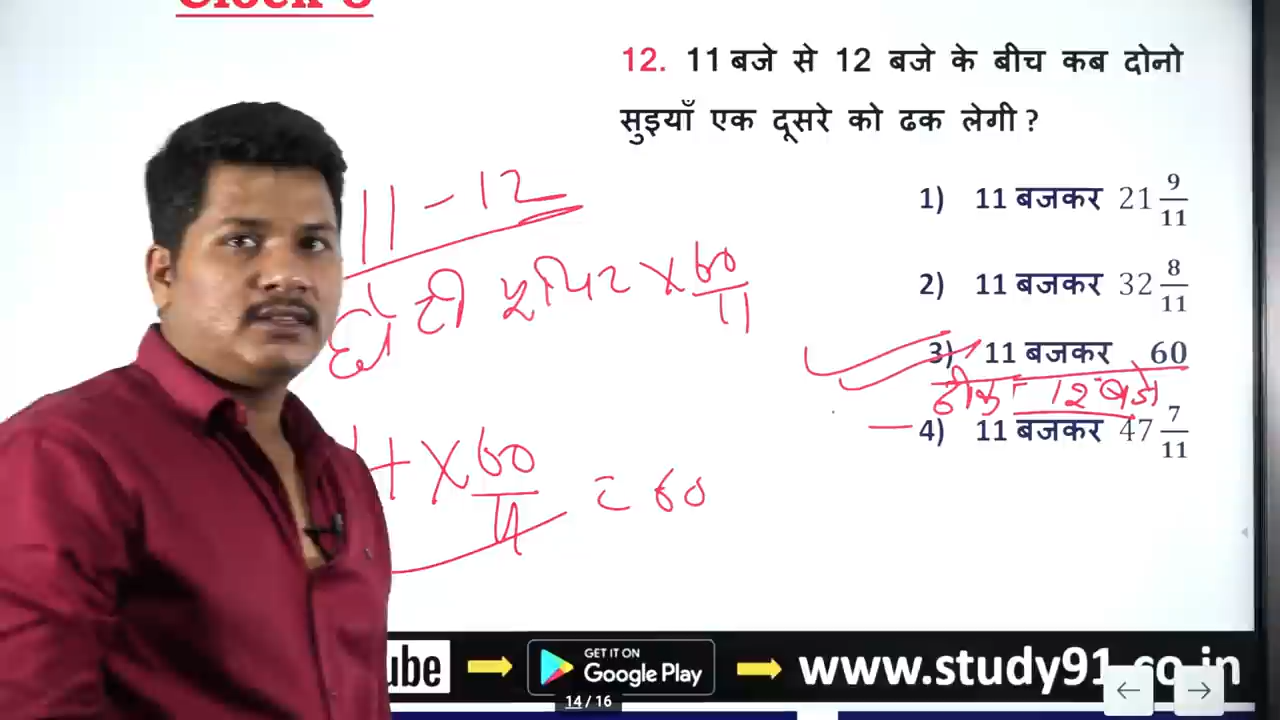 Clock-8
12. 11 बजे से 12 बजे के बीच कब दोनो
सुइयाँ एक दूसरे को ढक लेगी ?
11 - 12
1) 11 बजकर 21 9/11
2) 11 बजकर 32 8/11
× 60/11
3) 11 बजकर 60
ठीक 12 बजे
4) 11 बजकर 47 7/11
× 60/11 = 60
ube
GET IT ON
Google Play
www.study91.co.in
14 / 16